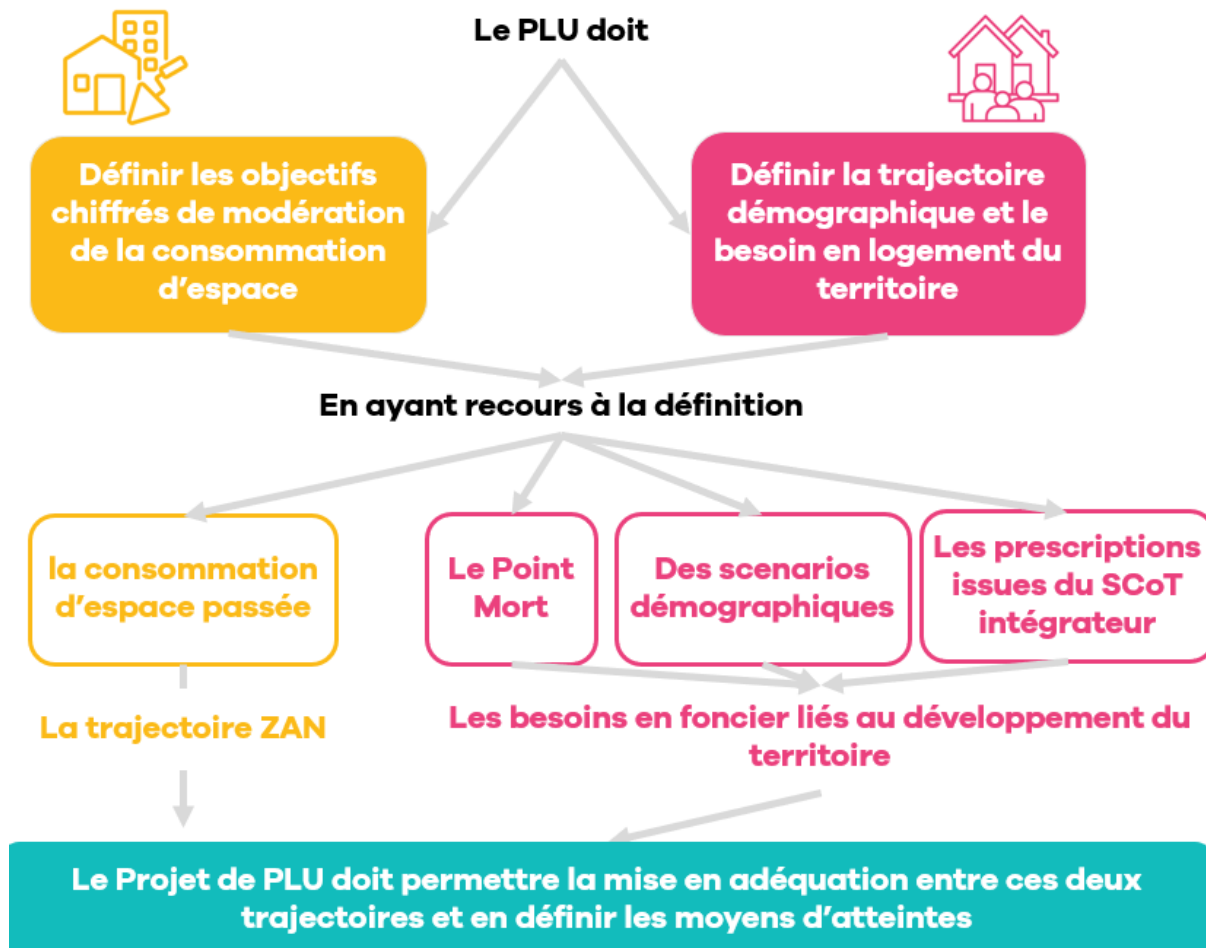 Le PLU doit
Définir les objectifs
chiffrés de modération
de la consommation
d'espace
Définir la trajectoire
démographique et le
besoin en logement du
territoire
En ayant recours à la définition
la consommation
d'espace passée
Le Point
Mort
Des scenarios
démographiques
Les prescriptions
issues du SCoT
intégrateur
La trajectoire ZAN
Les besoins en foncier liés au développement du
territoire
Le Projet de PLU doit permettre la mise en adéquation entre ces deux
trajectoires et en définir les moyens d'atteintes